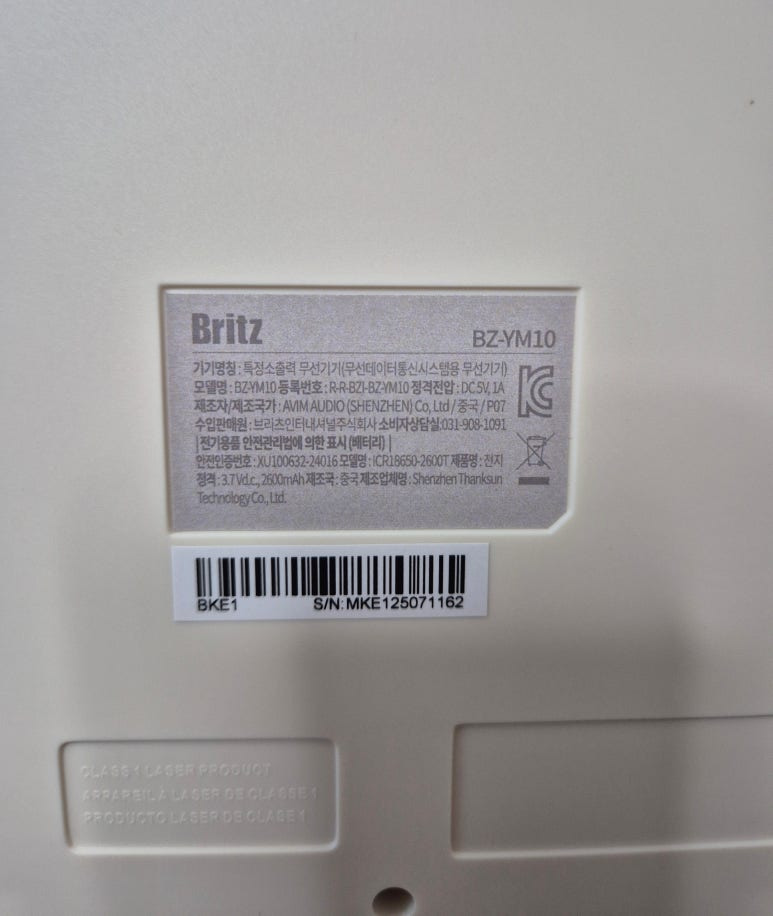 Britz
BZ-YM10
기기명칭 : 특정소출력 무선기기(무선데이터통신시스템용 무선기기)
모델명 : BZ-YM10 등록번호 : R-R-BZI-BZ-YM10 정격전압 : DC 5V, 1A
제조자/제조국가 : AVIM AUDIO (SHENZHEN) Co., Ltd / 중국 / P07
수입판매원 : 브리츠인터내셔널주식회사 소비자상담실:031-908-1091
| 전기용품 안전관리법에 의한 표시 (배터리) |
안전인증번호 : XU100632-24016 모델명 : ICR18650-2600T 제품명 : 전지
정격 : 3.7 Vd.c., 2600mAh 제조국 : 중국 제조업체명 : Shenzhen Thanksun
Technology Co., Ltd.
BKE1 S/N: MKE125071162
CLASS 1 LASER PRODUCT
APPAREIL À LASER DE CLASSE 1
PRODUCTO LASER DE CLASE 1